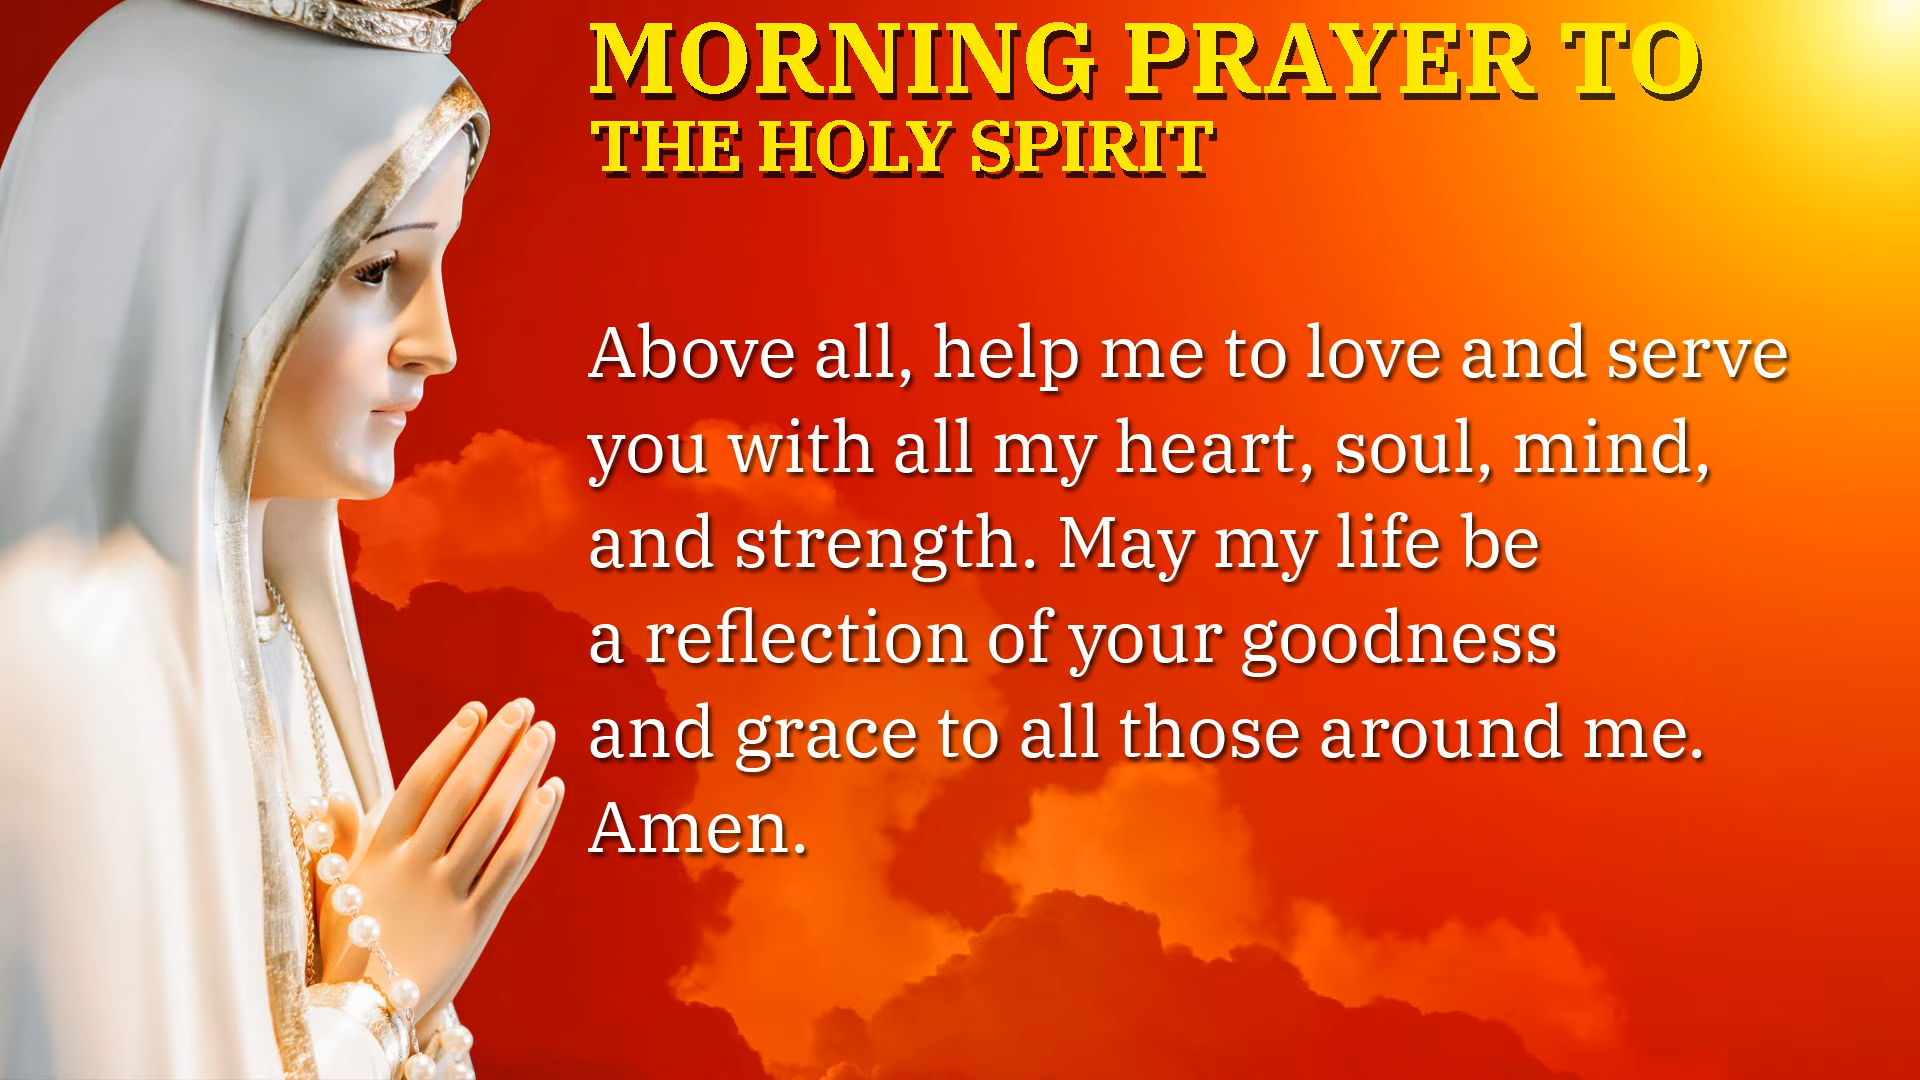 MORNING PRAYER TO
THE HOLY SPIRIT
Above all, help me to love and serve
you with all my heart, soul, mind,
and strength. May my life be
a reflection of your goodness
and grace to all those around me.
Amen.